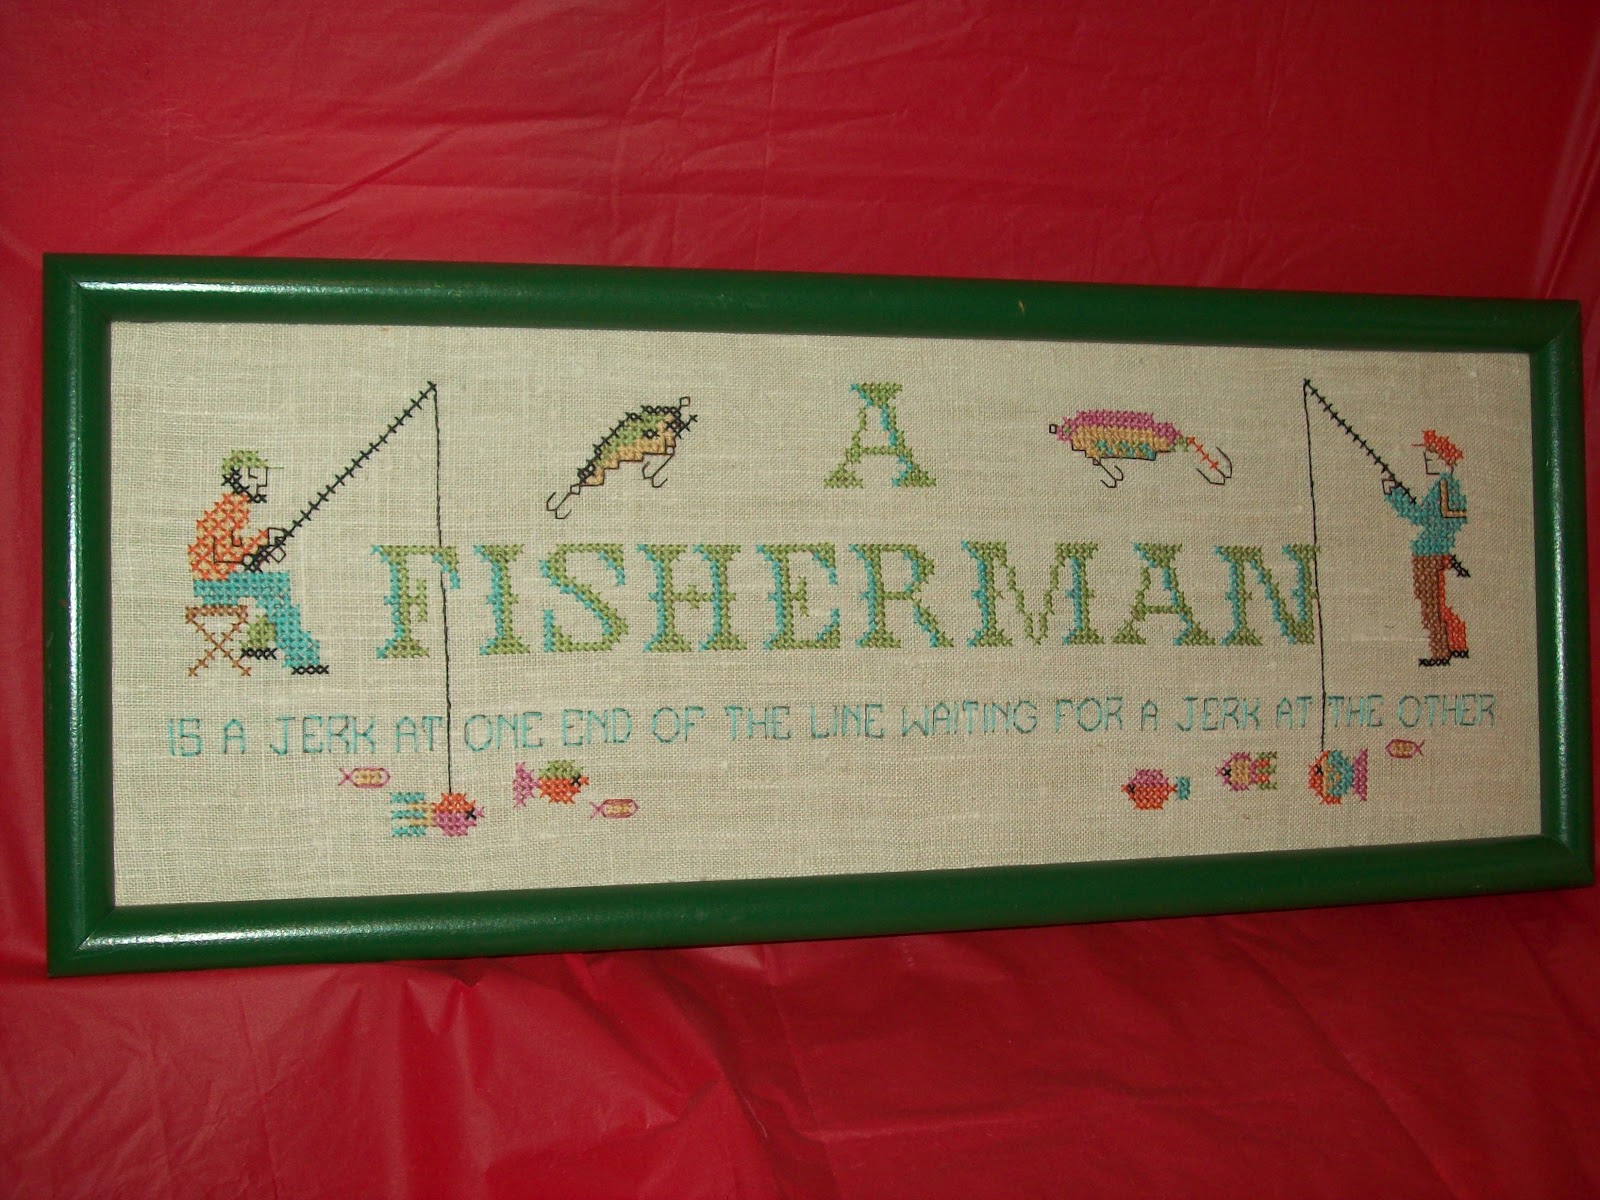 A
FISHERMAN
IS A JERK AT ONE END OF THE LINE WAITING FOR A JERK AT THE OTHER